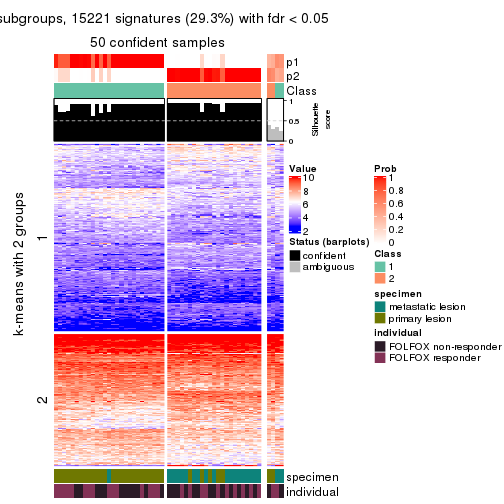 subgroups, 15221 signatures (29.3%) with fdr < 0.05
50 confident samples
p1
p2
Class
1
0.5
0
Silhouette
score
k-means with 2 groups
1
2
Value
10
8
6
4
2
Status (barplots)
confident
ambiguous
Prob
1
0.8
0.6
0.4
0.2
0
Class
1
2
specimen
metastatic lesion
primary lesion
individual
FOLFOX non-responder
FOLFOX responder
specimen
individual